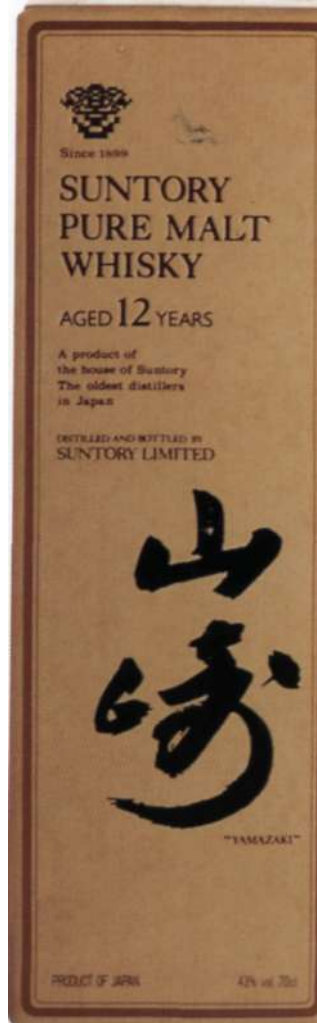 Since 1899
SUNTORY
PURE MALT
WHISKY
AGED 12 YEARS
A product of
the house of Suntory
The oldest distillers
in Japan
DISTILLED AND BOTTLED BY
SUNTORY LIMITED
山
崎
"YAMAZAKI"
PRODUCT OF JAPAN 43% vol. 70cl